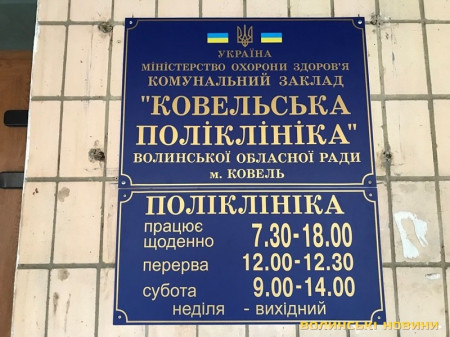 УКРАЇНА
МІНІСТЕРСТВО ОХОРОНИ ЗДОРОВ'Я
КОМУНАЛЬНИЙ ЗАКЛАД
"КОВЕЛЬСЬКА
ПОЛІКЛІНІКА"
ВОЛИНСЬКОЇ ОБЛАСНОЇ РАДИ
м. КОВЕЛЬ
ПОЛІКЛІНІКА
працює
щоденно 7.30-18.00
перерва 12.00-12.30
субота 9.00-14.00
неділя - вихідний
ВОЛИНСЬКІ НОВИНИ